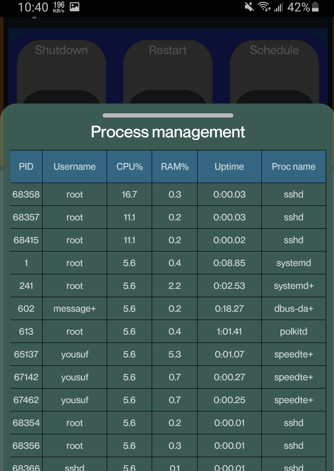 10:40 196 KB/s 42%
Shutdown Restart Schedule
Process management
PID Username CPU% RAM% Uptime Proc name
68358 root 16.7 0.3 0:00.03 sshd
68357 root 11.1 0.2 0:00.03 sshd
68415 root 11.1 0.2 0:00.02 sshd
1 root 5.6 0.4 0:08.85 systemd
241 root 5.6 2.2 0:02.53 systemd+
602 message+ 5.6 0.2 0:18.27 dbus-da+
613 root 5.6 0.4 1:01.41 polkitd
65137 yousuf 5.6 5.3 0:01.07 speedte+
67142 yousuf 5.6 0.7 0:00.27 speedte+
67462 yousuf 5.6 0.7 0:00.25 speedte+
68354 root 5.6 0.2 0:00.01 sshd
68356 root 5.6 0.3 0:00.01 sshd
68366 sshd 5.6 0.1 0:00.01 sshd